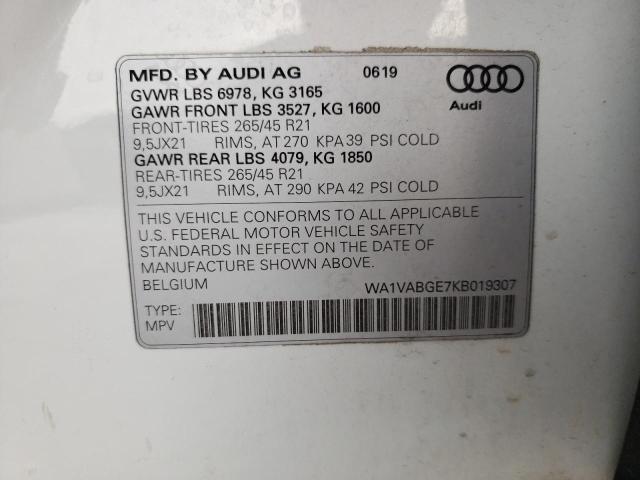 MFD. BY AUDI AG 0619
GVWR LBS 6978, KG 3165
GAWR FRONT LBS 3527, KG 1600
Audi
FRONT-TIRES 265/45 R21
9,5JX21 RIMS, AT 270 KPA 39 PSI COLD
GAWR REAR LBS 4079, KG 1850
REAR-TIRES 265/45 R21
9,5JX21 RIMS, AT 290 KPA 42 PSI COLD
THIS VEHICLE CONFORMS TO ALL APPLICABLE
U.S. FEDERAL MOTOR VEHICLE SAFETY
STANDARDS IN EFFECT ON THE DATE OF
MANUFACTURE SHOWN ABOVE.
BELGIUM WA1VABGE7KB019307
TYPE:
MPV